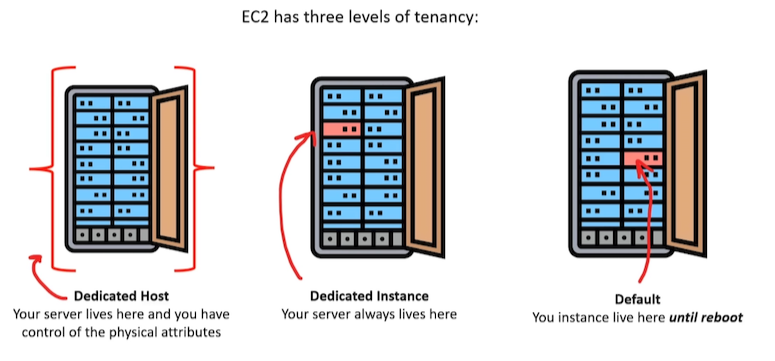 EC2 has three levels of tenancy:
Dedicated Host
Your server lives here and you have
control of the physical attributes
Dedicated Instance
Your server always lives here
Default
You instance live here until reboot